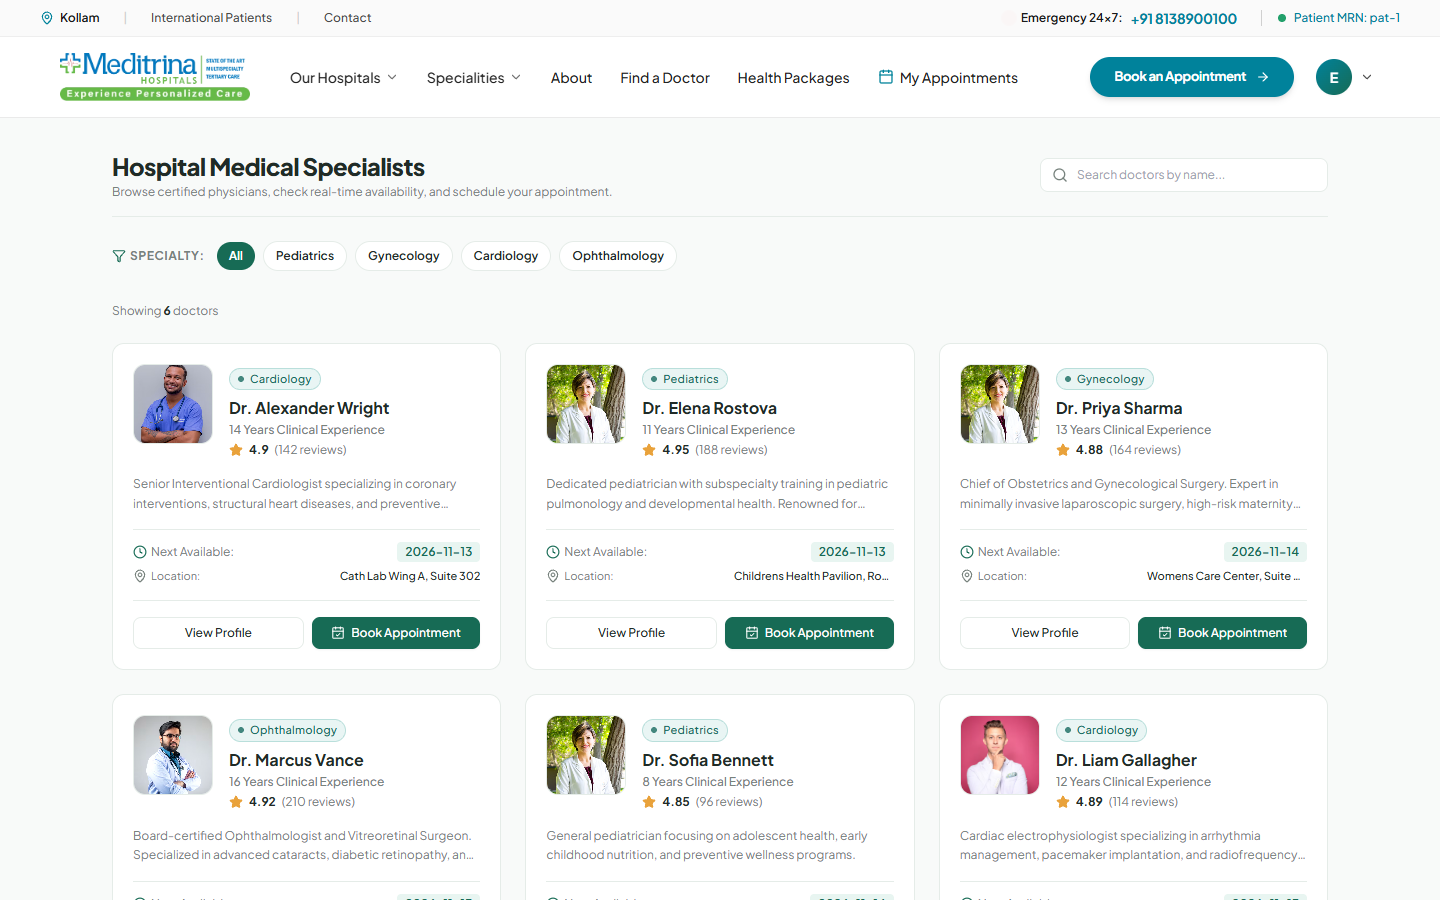 Kollam
International Patients
Contact
Emergency 24x7: +91 8138900100
Patient MRN: pat-1
Meditrina
HOSPITALS
STATE OF THE ART
MULTISPECIALTY
TERTIARY CARE
Experience Personalized Care
Our Hospitals
Specialities
About
Find a Doctor
Health Packages
My Appointments
Book an Appointment
E
Hospital Medical Specialists
Browse certified physicians, check real-time availability, and schedule your appointment.
Search doctors by name...
SPECIALTY:
All
Pediatrics
Gynecology
Cardiology
Ophthalmology
Showing 6 doctors
Cardiology
Dr. Alexander Wright
14 Years Clinical Experience
4.9 (142 reviews)
Senior Interventional Cardiologist specializing in coronary
interventions, structural heart diseases, and preventive...
Next Available: 2026-11-13
Location: Cath Lab Wing A, Suite 302
View Profile
Book Appointment
Pediatrics
Dr. Elena Rostova
11 Years Clinical Experience
4.95 (188 reviews)
Dedicated pediatrician with subspecialty training in pediatric
pulmonology and developmental health. Renowned for...
Next Available: 2026-11-13
Location: Childrens Health Pavilion, Ro...
View Profile
Book Appointment
Gynecology
Dr. Priya Sharma
13 Years Clinical Experience
4.88 (164 reviews)
Chief of Obstetrics and Gynecological Surgery. Expert in
minimally invasive laparoscopic surgery, high-risk maternity...
Next Available: 2026-11-14
Location: Womens Care Center, Suite ...
View Profile
Book Appointment
Ophthalmology
Dr. Marcus Vance
16 Years Clinical Experience
4.92 (210 reviews)
Board-certified Ophthalmologist and Vitreoretinal Surgeon.
Specialized in advanced cataracts, diabetic retinopathy, an...
Pediatrics
Dr. Sofia Bennett
8 Years Clinical Experience
4.85 (96 reviews)
General pediatrician focusing on adolescent health, early
childhood nutrition, and preventive wellness programs.
Cardiology
Dr. Liam Gallagher
12 Years Clinical Experience
4.89 (114 reviews)
Cardiac electrophysiologist specializing in arrhythmia
management, pacemaker implantation, and radiofrequency...